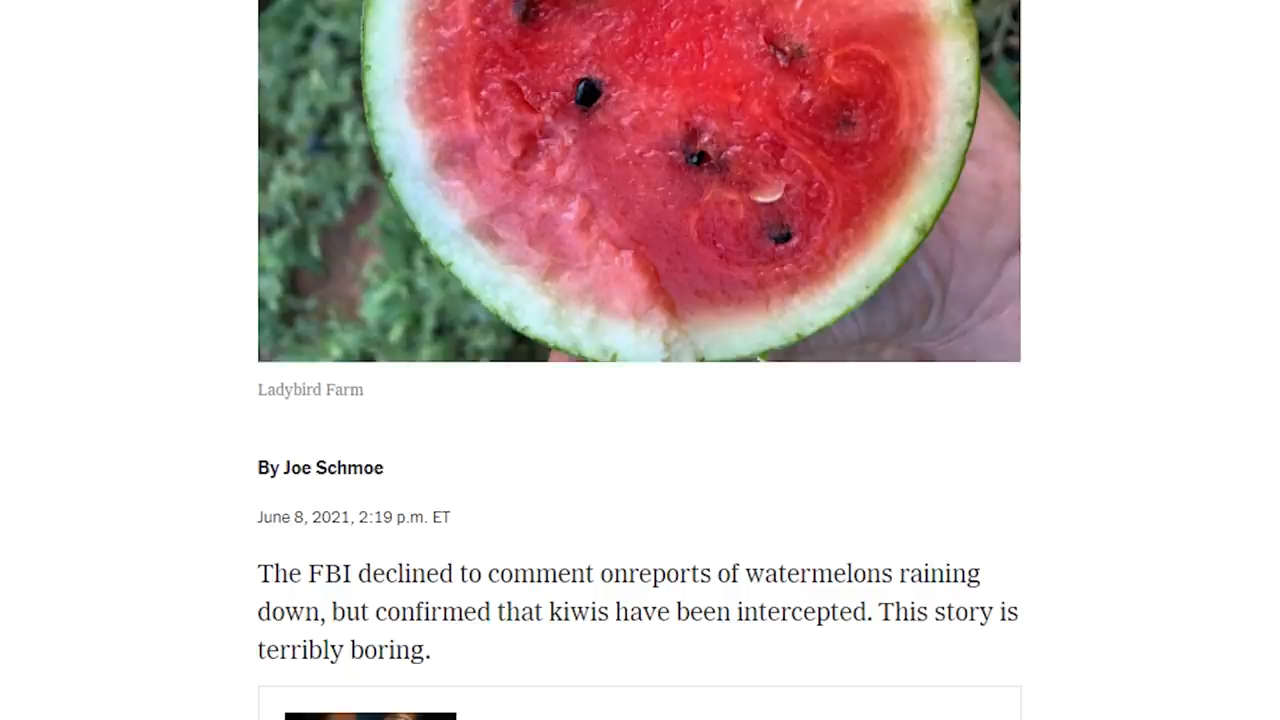 Ladybird Farm
By Joe Schmoe
June 8, 2021, 2:19 p.m. ET
The FBI declined to comment onreports of watermelons raining
down, but confirmed that kiwis have been intercepted. This story is
terribly boring.